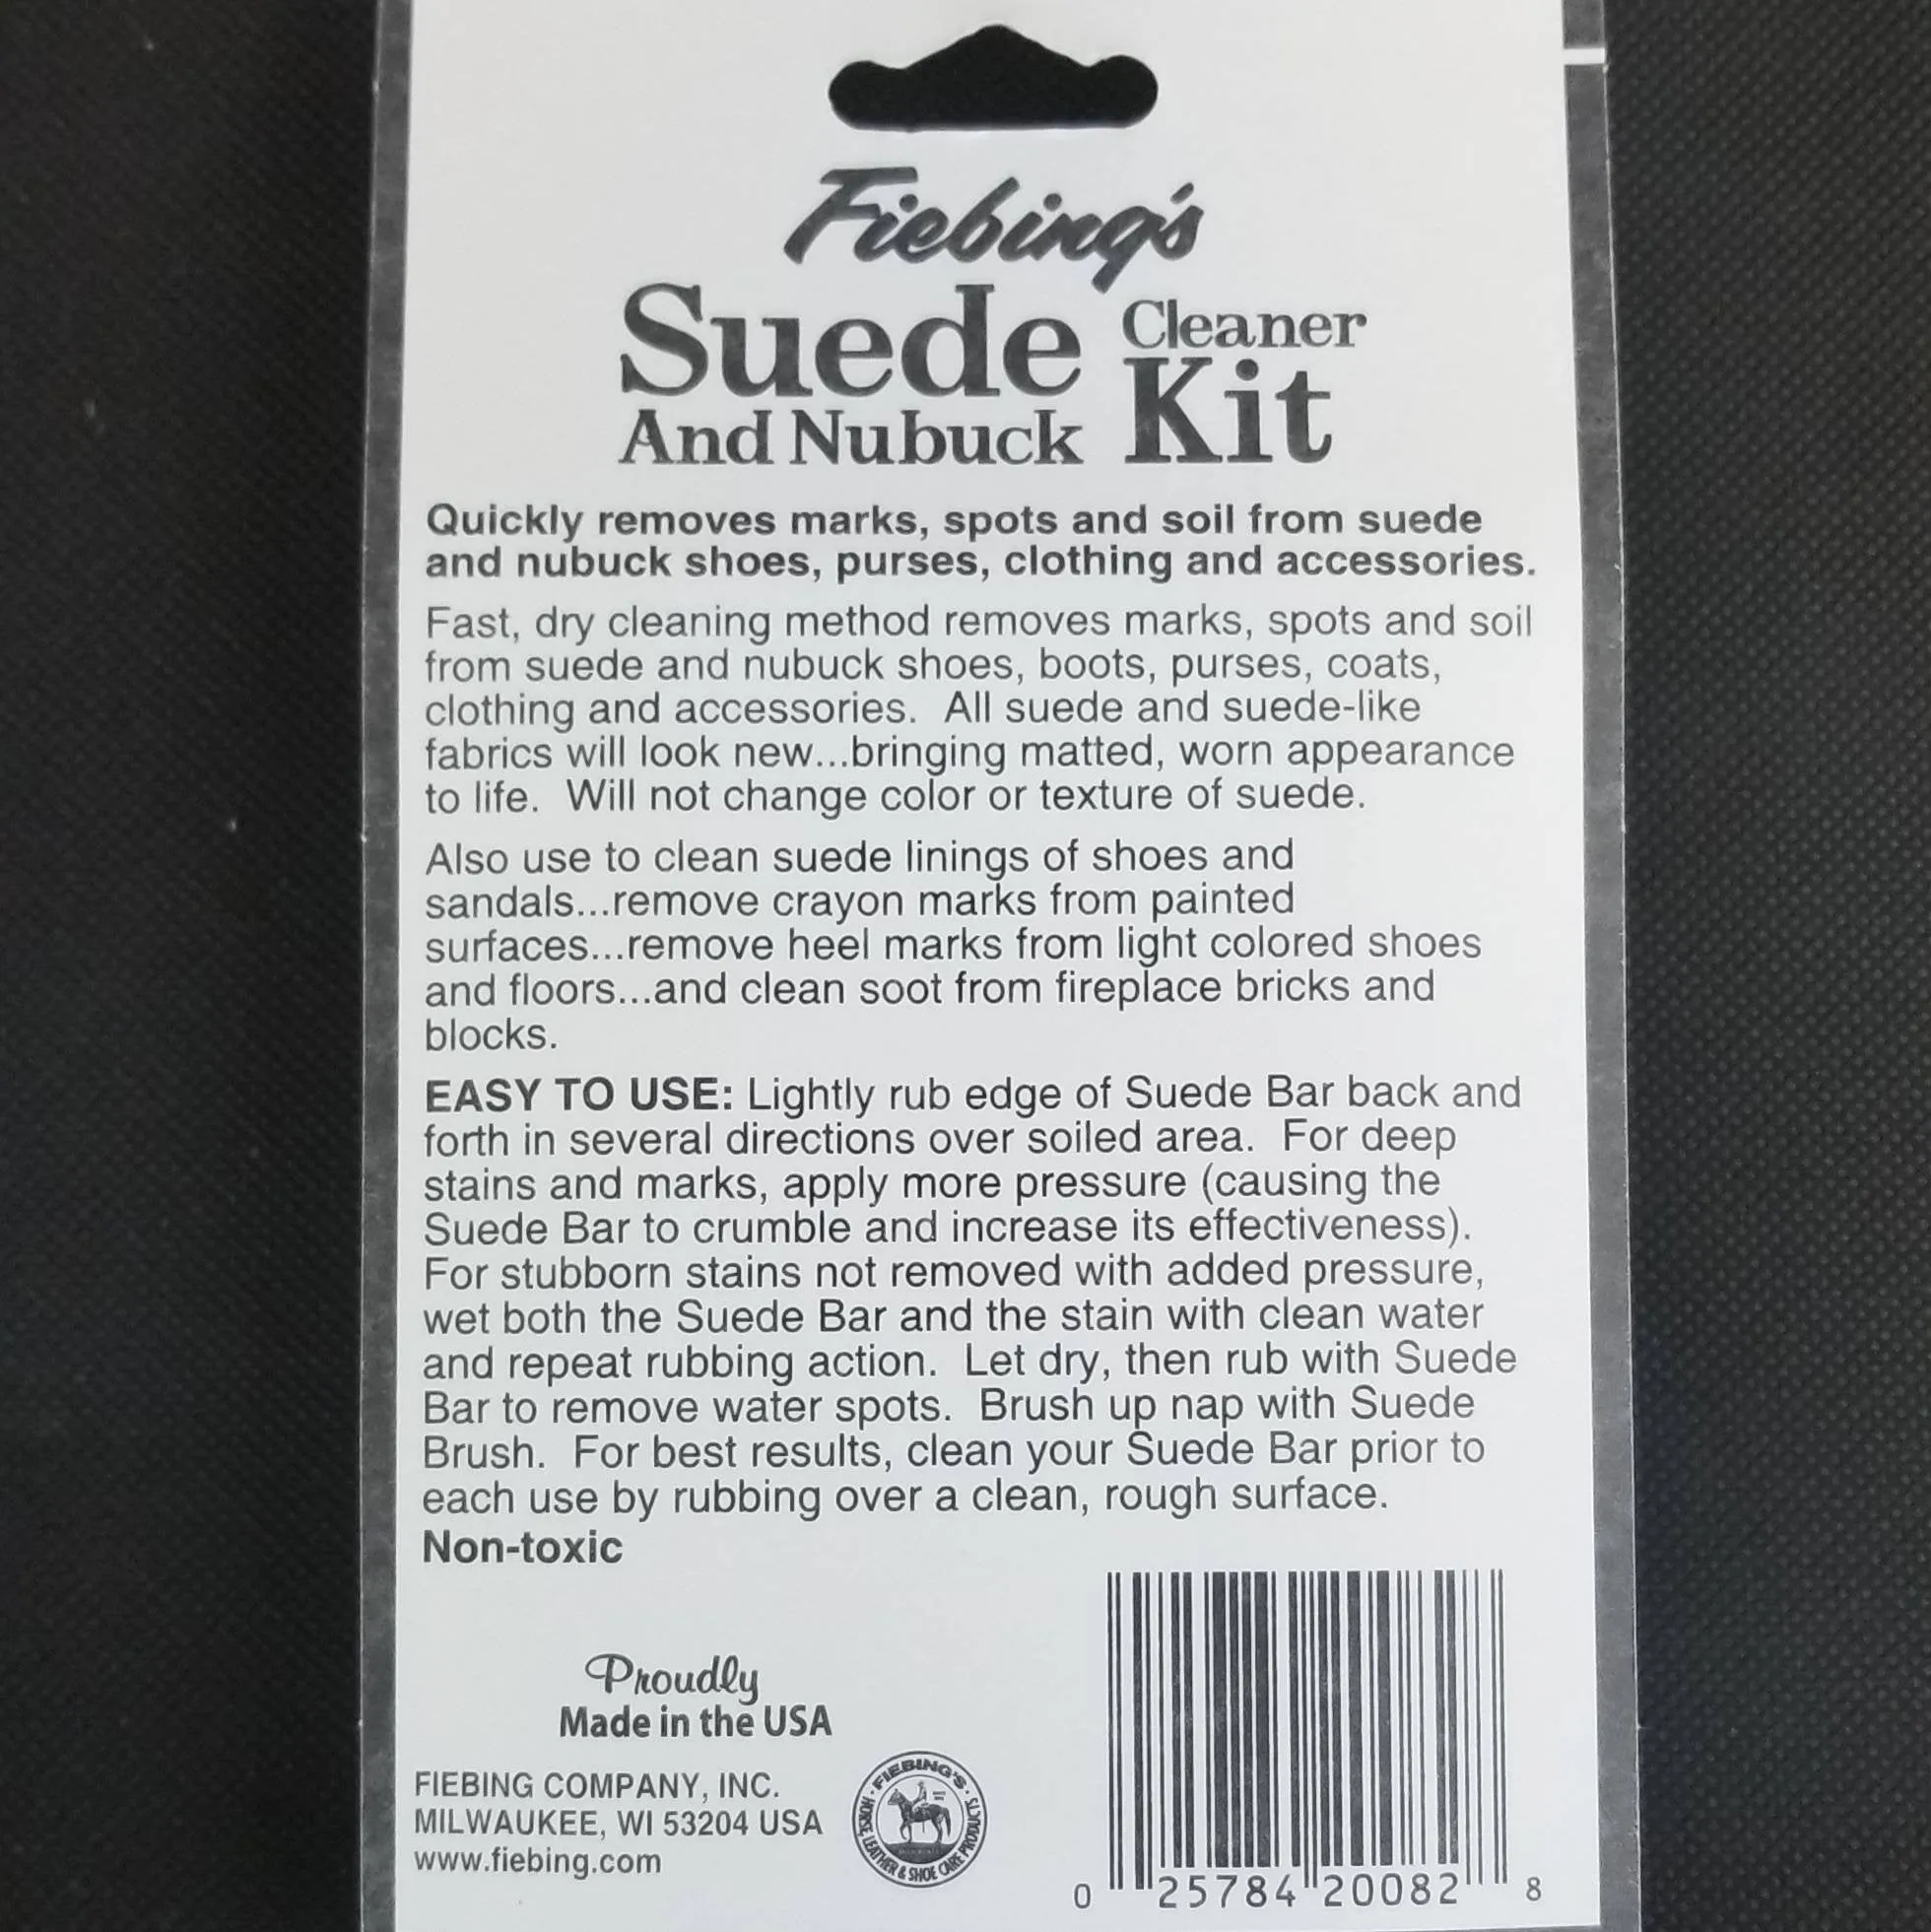 Fiebing's
Suede Cleaner
And Nubuck Kit
Quickly removes marks, spots and soil from suede
and nubuck shoes, purses, clothing and accessories.
Fast, dry cleaning method removes marks, spots and soil
from suede and nubuck shoes, boots, purses, coats,
clothing and accessories. All suede and suede-like
fabrics will look new...bringing matted, worn appearance
to life. Will not change color or texture of suede.
Also use to clean suede linings of shoes and
sandals...remove crayon marks from painted
surfaces...remove heel marks from light colored shoes
and floors...and clean soot from fireplace bricks and
blocks.
EASY TO USE: Lightly rub edge of Suede Bar back and
forth in several directions over soiled area. For deep
stains and marks, apply more pressure (causing the
Suede Bar to crumble and increase its effectiveness).
For stubborn stains not removed with added pressure,
wet both the Suede Bar and the stain with clean water
and repeat rubbing action. Let dry, then rub with Suede
Bar to remove water spots. Brush up nap with Suede
Brush. For best results, clean your Suede Bar prior to
each use by rubbing over a clean, rough surface.
Non-toxic
Proudly
Made in the USA
FIEBING COMPANY, INC.
MILWAUKEE, WI 53204 USA
www.fiebing.com
FIEBING'S
HORSE, LEATHER & SHOE CARE PRODUCTS
0 25784 20082 8